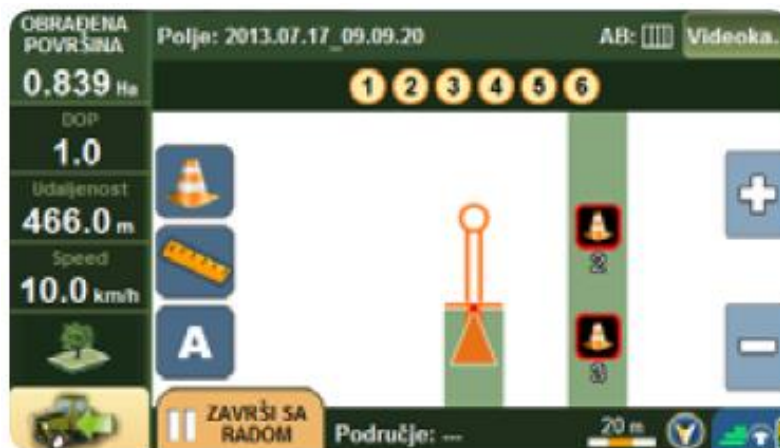 OBRAĐENA
POVRŠINA
0.839 Ha
DOP
1.0
Udaljenost
466.0 m
Speed
10.0 km/h
Polje: 2013.07.17_09.09.20
AB:
Videoka..
1 2 3 4 5 6
A
2
3
ZAVRŠI SA
RADOM
Područje: ---
20 m